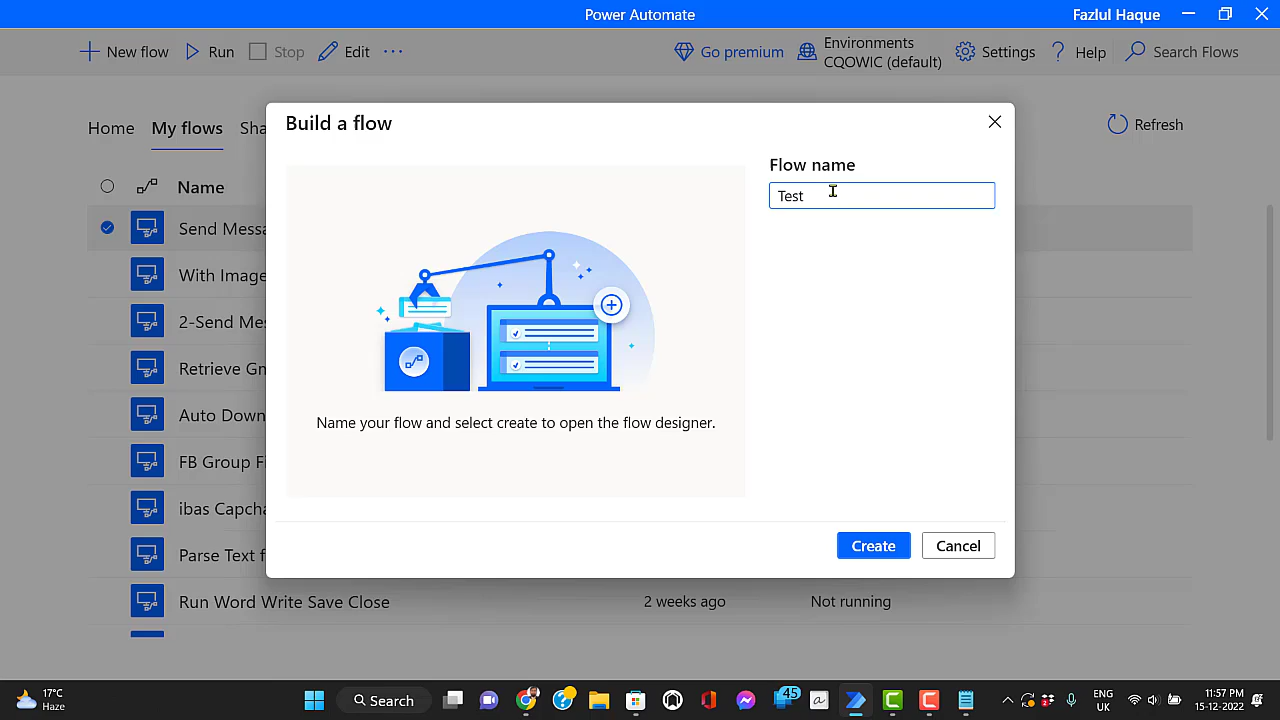 Power Automate
Fazlul Haque
New flow
Run
Stop
Edit
Go premium
Environments
CQOWIC (default)
Settings
Help
Search Flows
Home
My flows
Sha
Refresh
Name
Send Messa
With Image
2-Send Mes
Retrieve Gm
Auto Down
FB Group Fi
ibas Capcha
Parse Text f
Run Word Write Save Close
2 weeks ago
Not running
Build a flow
Flow name
Test
Name your flow and select create to open the flow designer.
Create
Cancel
17°C
Haze
Search
45
ENG
UK
11:57 PM
15-12-2022